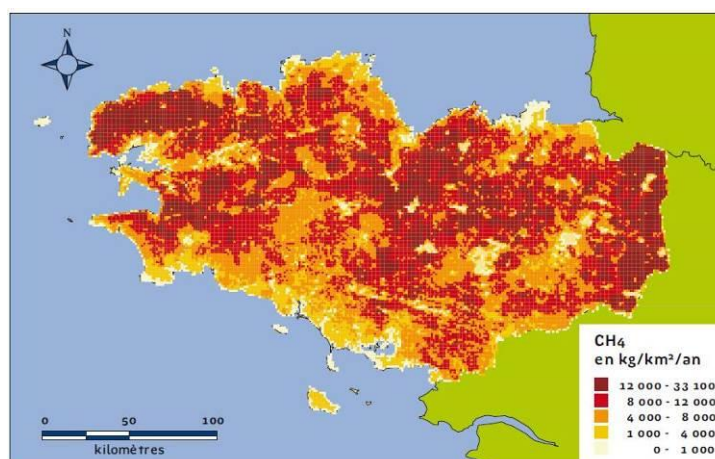 N
CH4
en kg/km²/an
12 000 - 33 100
8 000 - 12 000
4 000 - 8 000
1 000 - 4 000
0 - 1 000
0 50 100
kilomètres